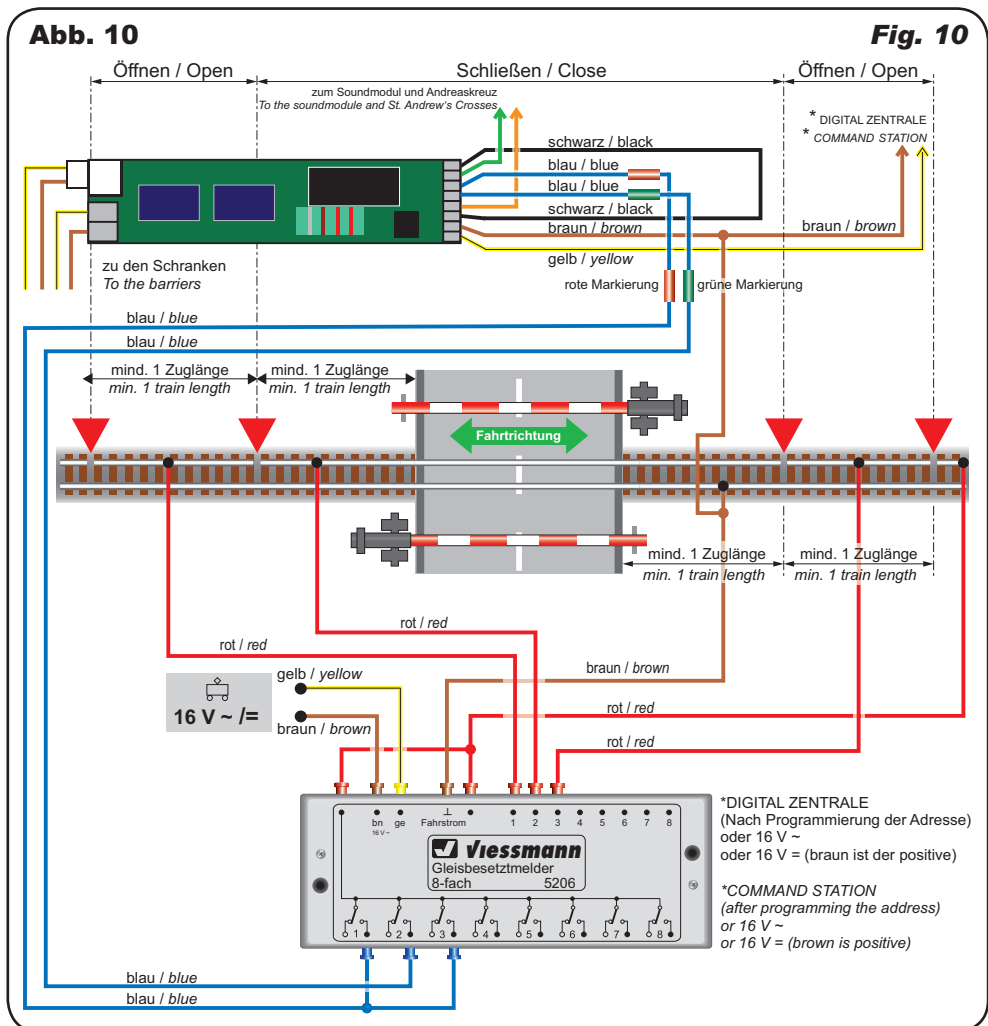 Abb. 10
Fig. 10
Öffnen / Open
Schließen / Close
Öffnen / Open
zum Soundmodul und Andreaskreuz
To the soundmodule and St. Andrew's Crosses
* DIGITAL ZENTRALE
* COMMAND STATION
schwarz / black
blau / blue
blau / blue
schwarz / black
braun / brown
braun / brown
gelb / yellow
zu den Schranken
To the barriers
rote Markierung
grüne Markierung
blau / blue
blau / blue
mind. 1 Zuglänge
min. 1 train length
mind. 1 Zuglänge
min. 1 train length
Fahrtrichtung
mind. 1 Zuglänge
min. 1 train length
mind. 1 Zuglänge
min. 1 train length
rot / red
rot / red
gelb / yellow
braun / brown
16 V ~ /=
braun / brown
rot / red
rot / red
bn
16 V ~
ge
⊥
Fahrstrom
1 2 3 4 5 6 7 8
Viessmann
Gleisbesetztmelder
8-fach 5206
1 2 3 4 5 6 7 8
*DIGITAL ZENTRALE
(Nach Programmierung der Adresse)
oder 16 V ~
oder 16 V = (braun ist der positive)
*COMMAND STATION
(after programming the address)
or 16 V ~
or 16 V = (brown is positive)
blau / blue
blau / blue